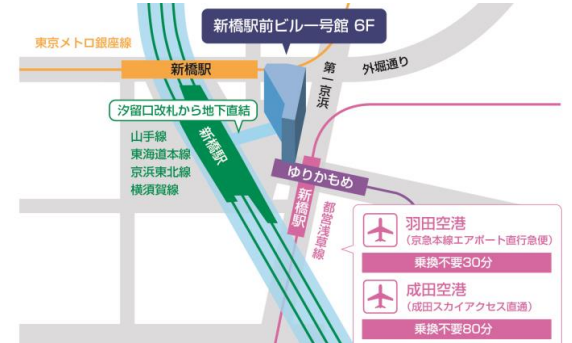 新橋駅前ビル一号館 6F
東京メトロ銀座線
新橋駅
第一京浜
外堀通り
汐留口改札から地下直結
山手線
東海道本線
京浜東北線
横須賀線
新橋駅
ゆりかもめ
新橋駅
都営浅草線
羽田空港
(京急本線エアポート直行急便)
乗換不要30分
成田空港
(成田スカイアクセス直通)
乗換不要80分